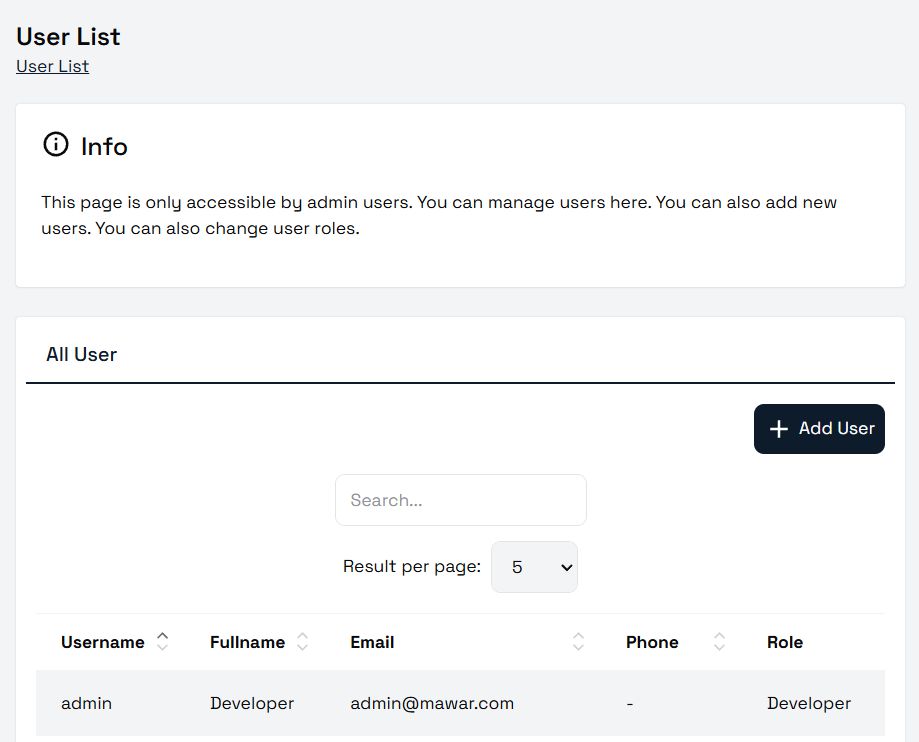 User List
User List
Info
This page is only accessible by admin users. You can manage users here. You can also add new
users. You can also change user roles.
All User
Add User
Search...
Result per page: 5
Username Fullname Email Phone Role
admin Developer admin@mawar.com - Developer